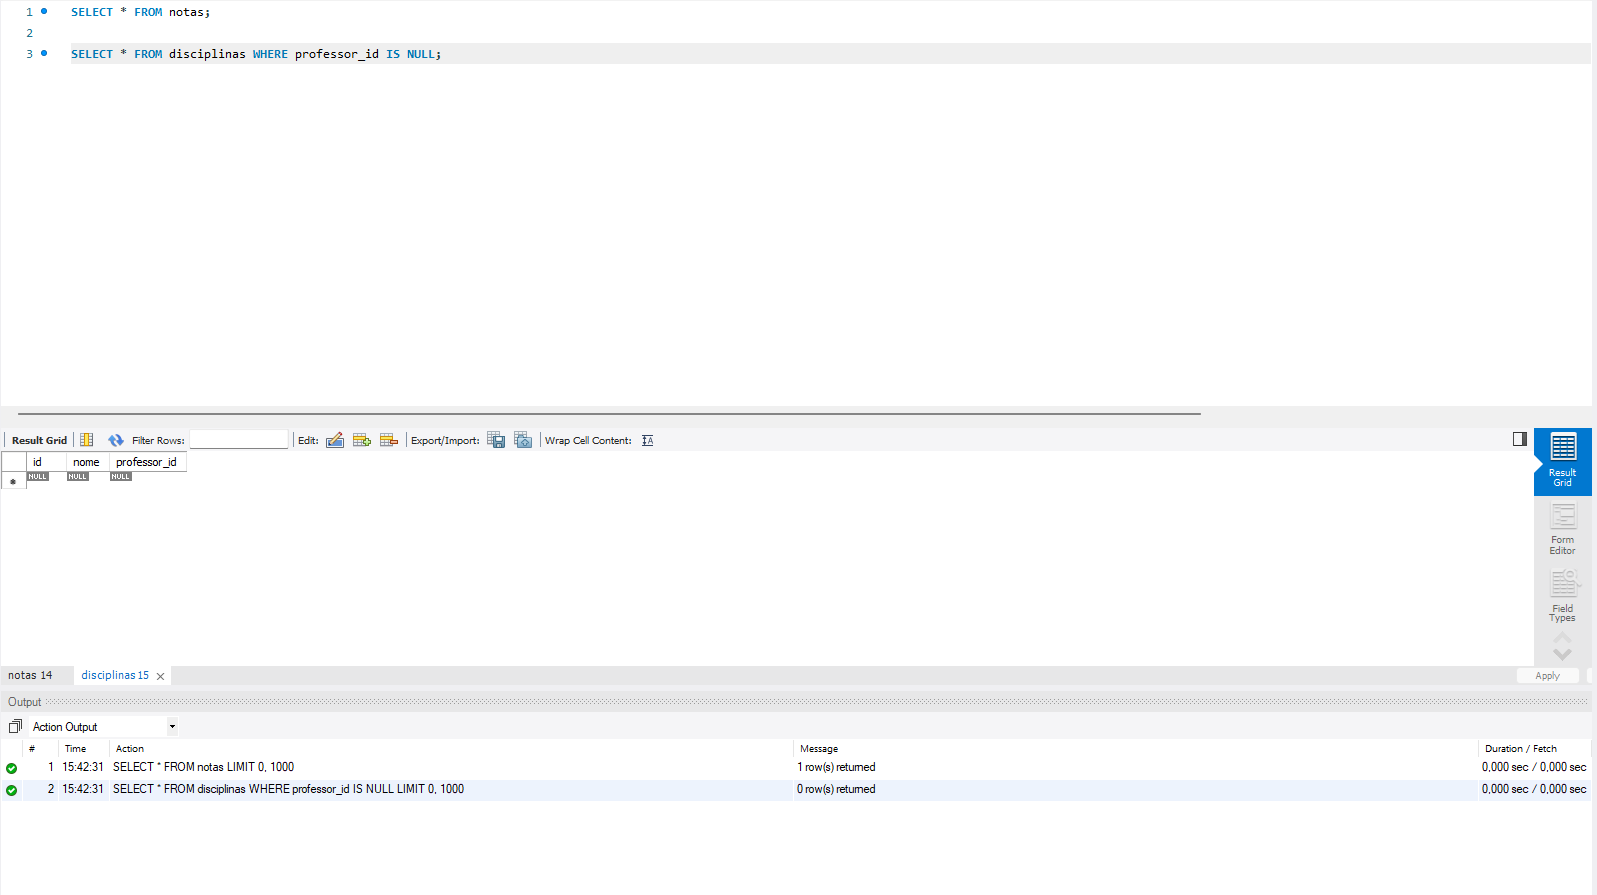 1 SELECT * FROM notas;
2
3 SELECT * FROM disciplinas WHERE professor_id IS NULL;
Result Grid Filter Rows: Edit: Export/Import: Wrap Cell Content:
id nome professor_id
NULL NULL NULL
Result
Grid
Form
Editor
Field
Types
notas 14 disciplinas 15 Apply
Output
Action Output
# Time Action Message Duration / Fetch
1 15:42:31 SELECT * FROM notas LIMIT 0, 1000 1 row(s) returned 0,000 sec / 0,000 sec
2 15:42:31 SELECT * FROM disciplinas WHERE professor_id IS NULL LIMIT 0, 1000 0 row(s) returned 0,000 sec / 0,000 sec